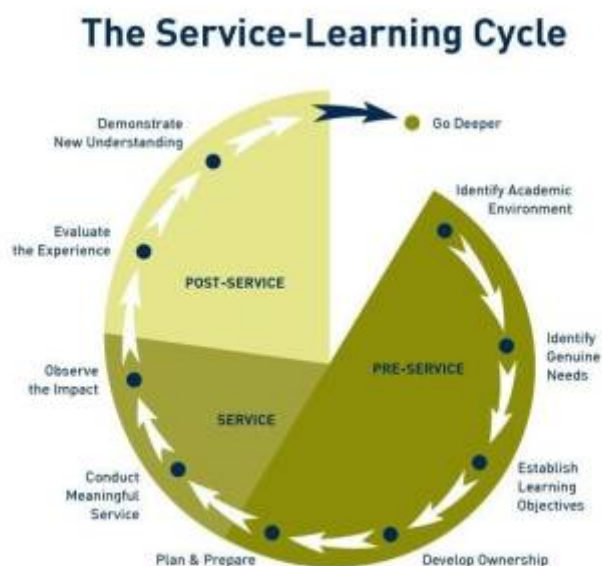 The Service-Learning Cycle
Demonstrate
New Understanding
Go Deeper
Identify Academic
Environment
Evaluate
the Experience
POST-SERVICE
Identify
Genuine
Needs
PRE-SERVICE
Observe
the Impact
SERVICE
Establish
Learning
Objectives
Conduct
Meaningful
Service
Plan & Prepare
Develop Ownership